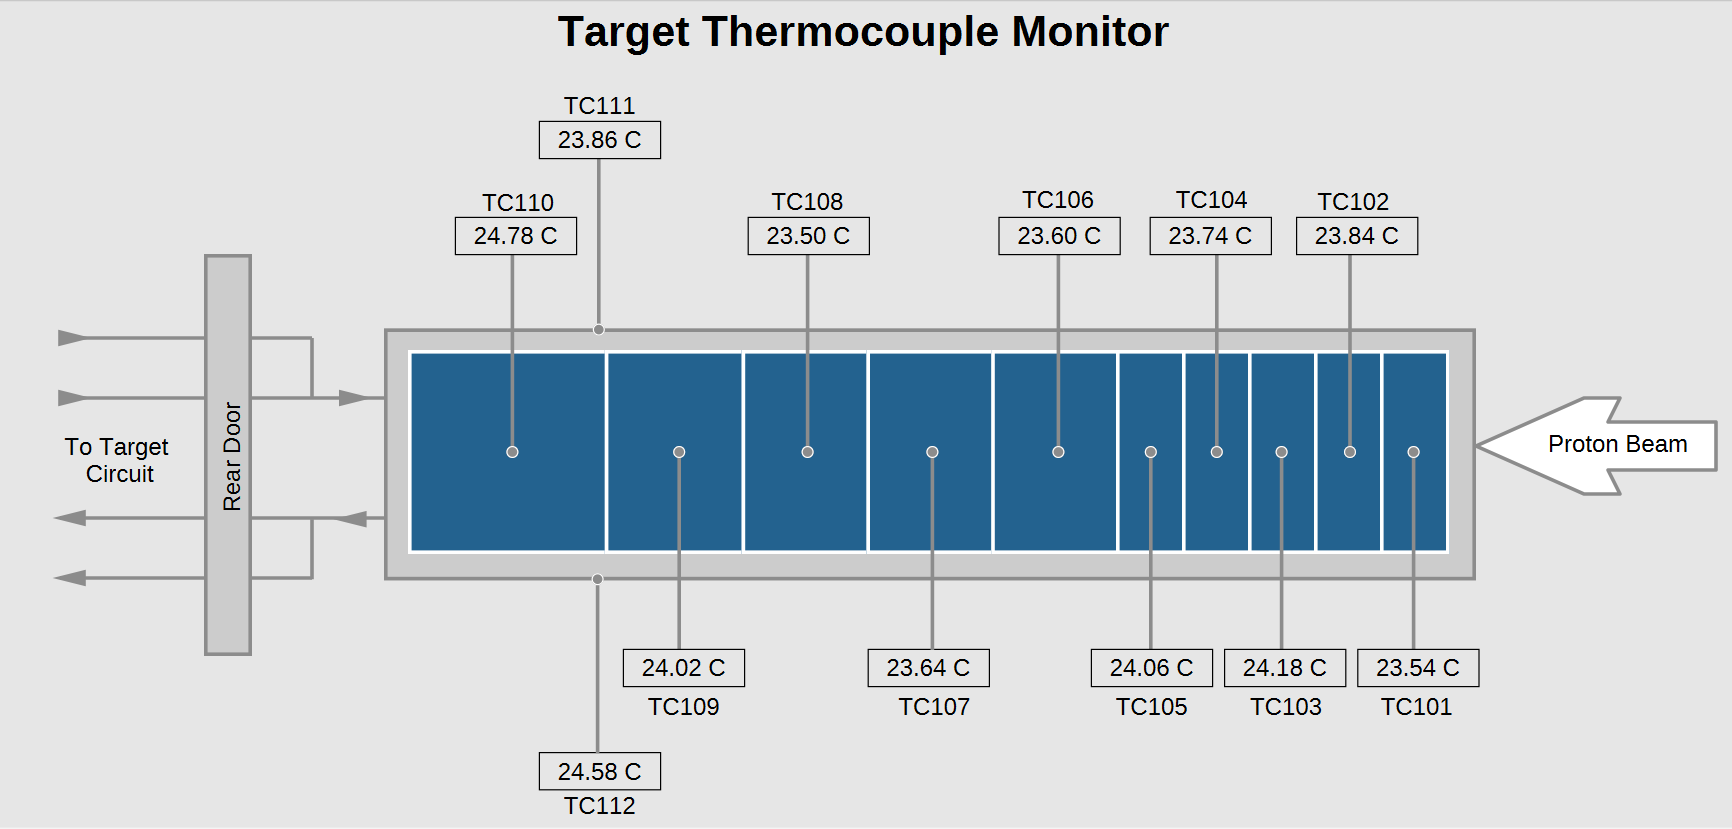 Target Thermocouple Monitor
TC111
23.86 C
TC110
24.78 C
TC108
23.50 C
TC106
23.60 C
TC104
23.74 C
TC102
23.84 C
To Target
Circuit
Rear Door
Proton Beam
24.02 C
TC109
23.64 C
TC107
24.06 C
TC105
24.18 C
TC103
23.54 C
TC101
24.58 C
TC112